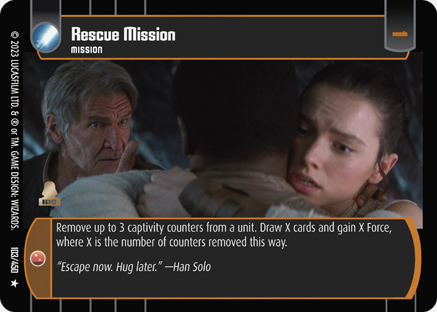 Rescue Mission
MISSION
Remove up to 3 captivity counters from a unit. Draw X cards and gain X Force,
where X is the number of counters removed this way.
“Escape now. Hug later.” —Han Solo
© 2023 LUCASFILM LTD. & ® or TM. GAME DESIGN: WIZARDS.
103/450